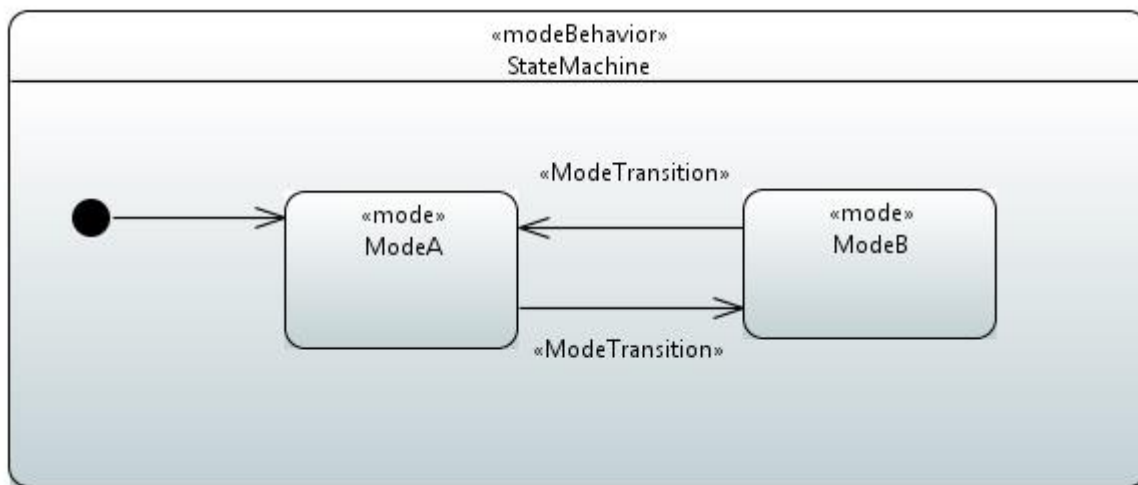 «modeBehavior»
StateMachine
«ModeTransition»
«mode»
ModeA
«mode»
ModeB
«ModeTransition»